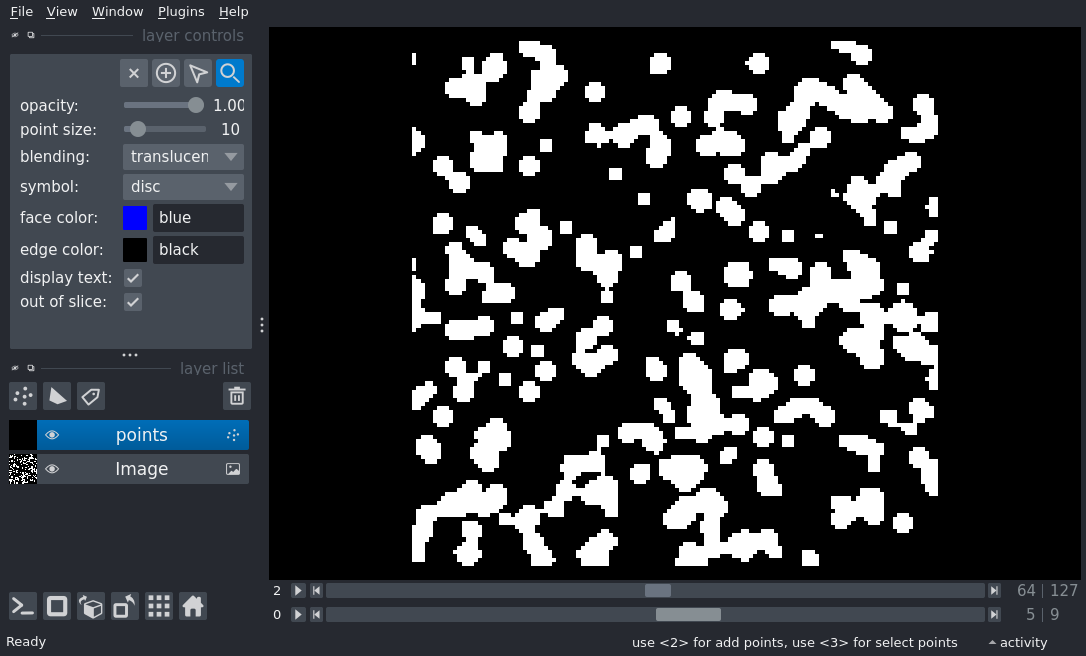 File View Window Plugins Help
layer controls
opacity: 1.00
point size: 10
blending: translucen
symbol: disc
face color: blue
edge color: black
display text:
out of slice:
layer list
points
Image
2 64 | 127
0 5 | 9
Ready use <2> for add points, use <3> for select points activity